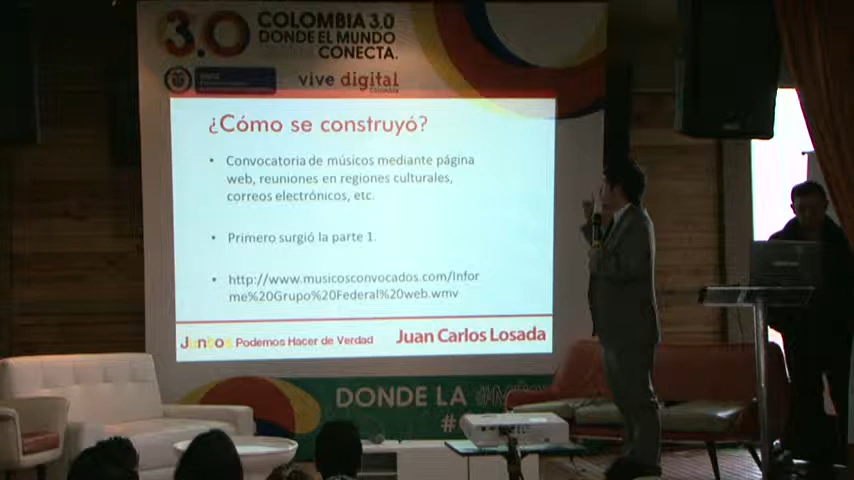 3.0
COLOMBIA 3.0
DONDE EL MUNDO
CONECTA.
vive digital
Colombia
¿Cómo se construyó?
• Convocatoria de músicos mediante página
web, reuniones en regiones culturales,
correos electrónicos, etc.
• Primero surgió la parte 1.
• http://www.musicosconvocados.com/Infor
me%20Grupo%20Federal%20web.wmv
Juntos Podemos Hacer de Verdad
Juan Carlos Losada
DONDE LA